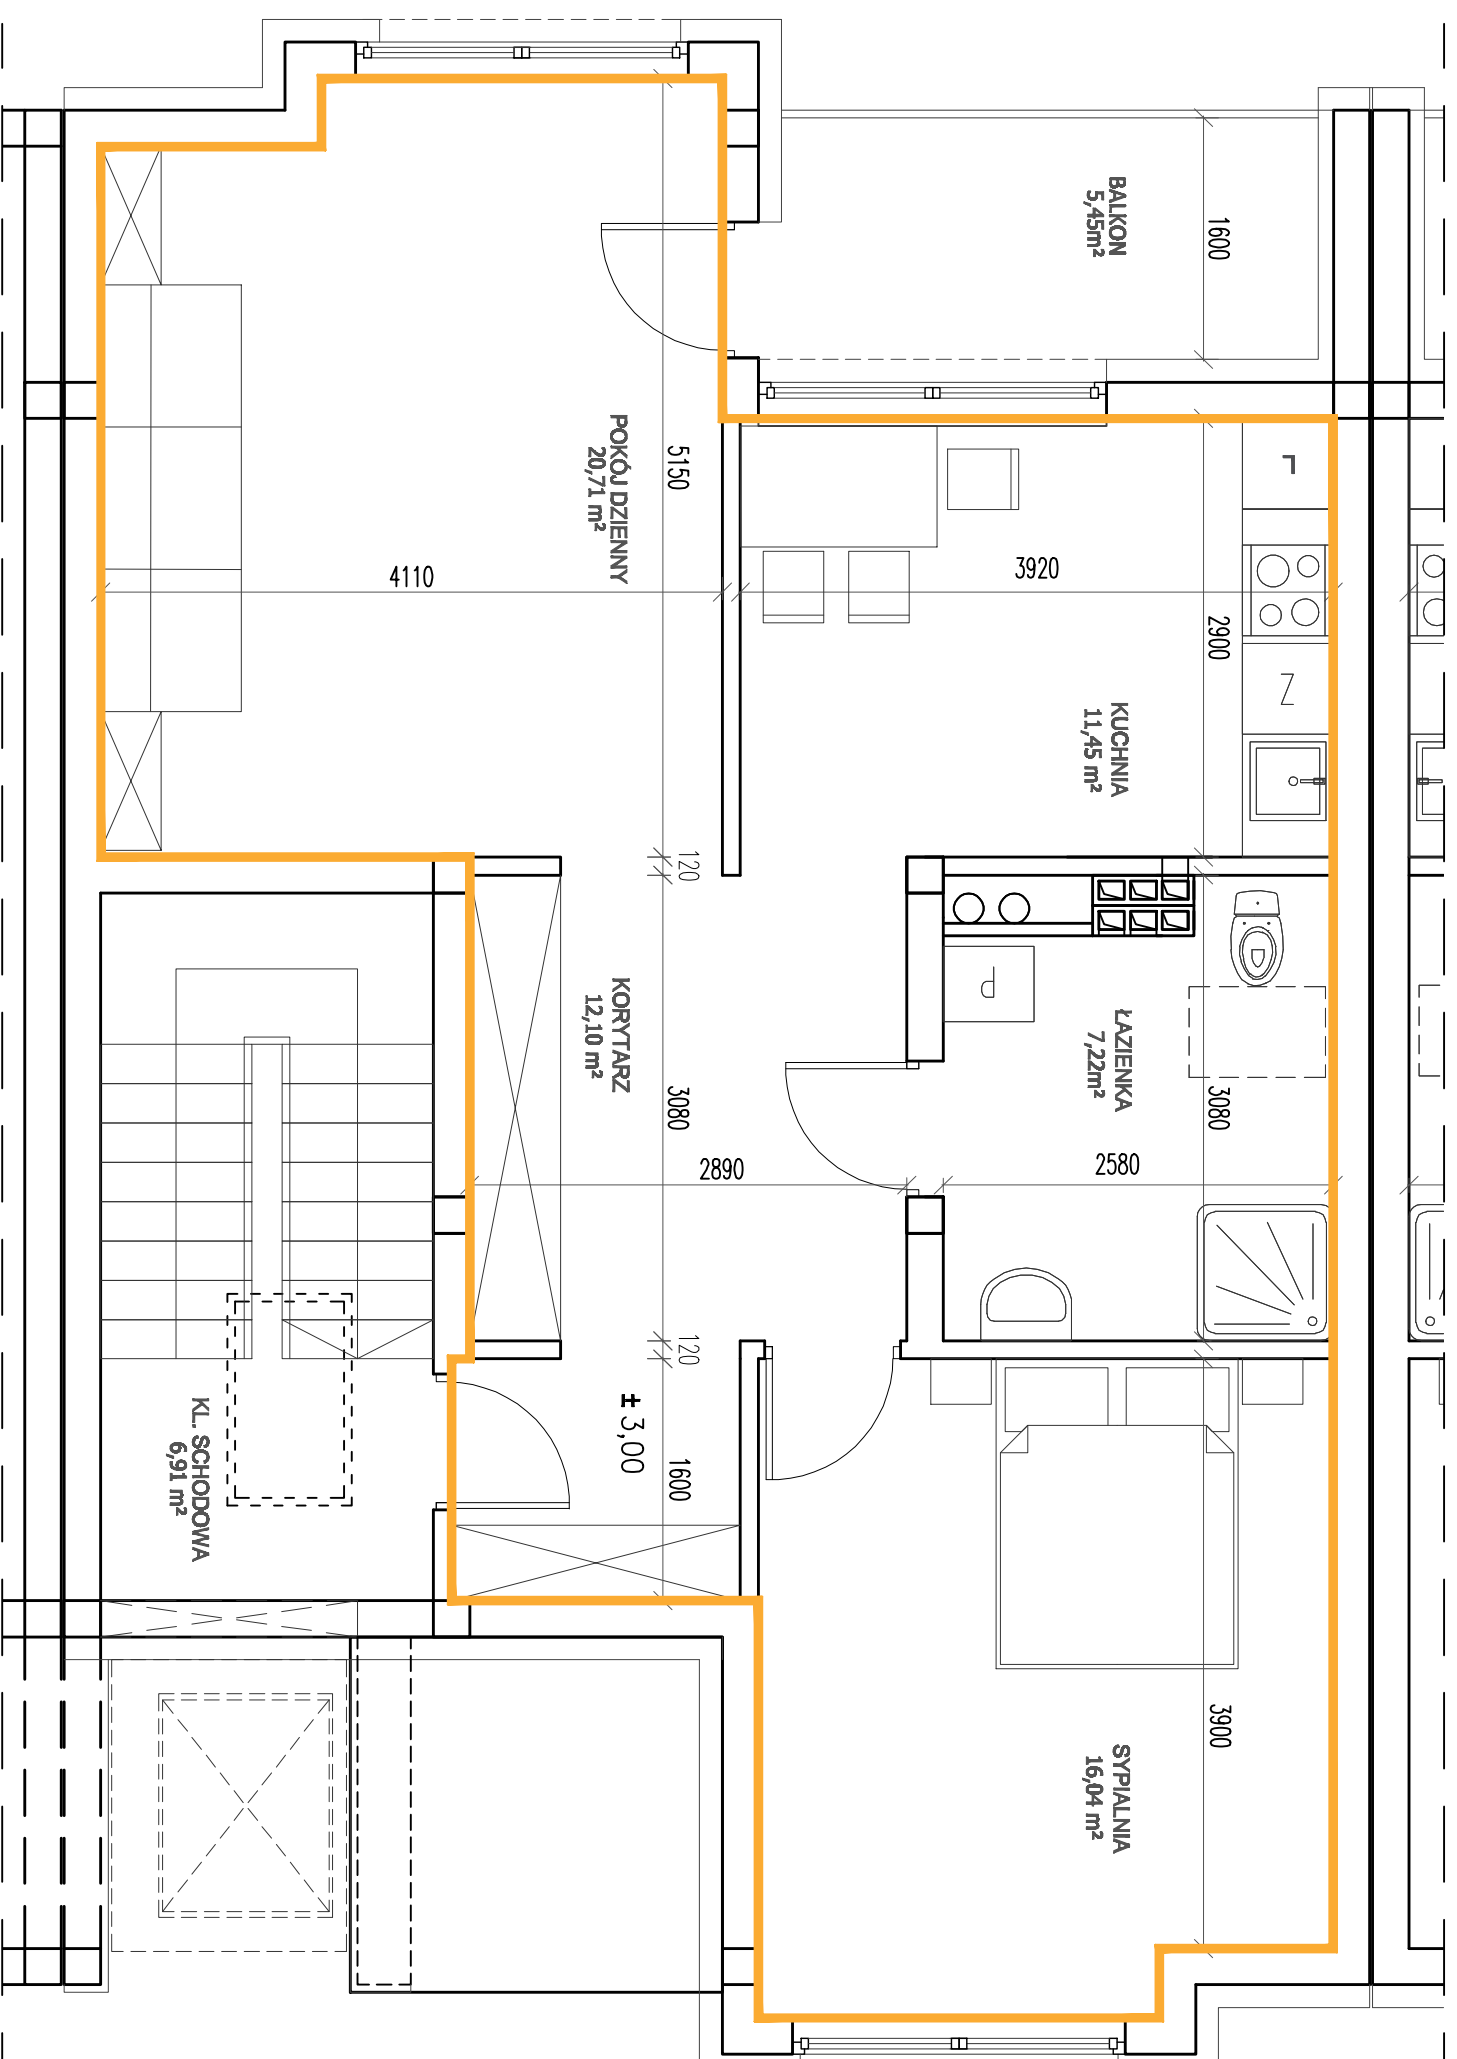 BALKON
5,45m²
1600
POKÓJ DZIENNY
20,71 m²
5150
4110
3920
2900
L
Z
KUCHNIA
11,45 m²
120
P
ŁAZIENKA
7,22m²
3080
2580
KORYTARZ
12,10 m²
3080
2890
120
± 3,00
1600
KL. SCHODOWA
6,91 m²
SYPIALNIA
16,04 m²
3900